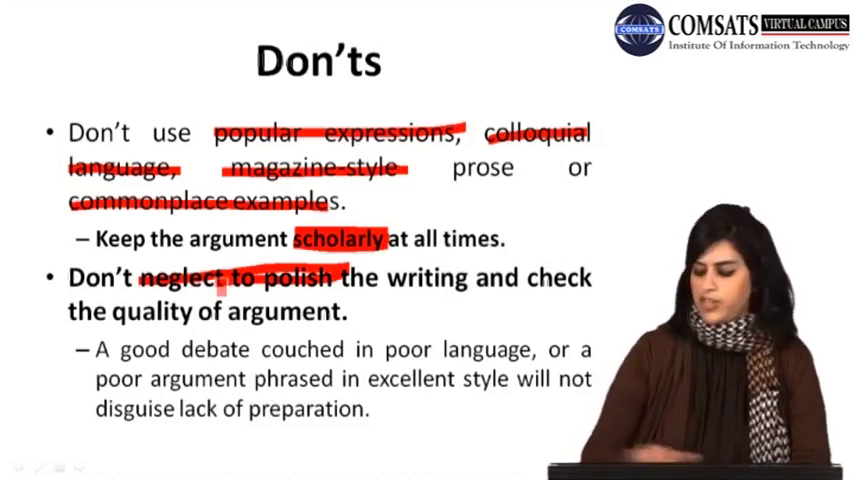 COMSATS VIRTUAL CAMPUS
COMSATS
Institute Of Information Technology
Don'ts
• Don't use popular expressions, colloquial
language, magazine-style prose or
commonplace examples.
– Keep the argument scholarly at all times.
• Don't neglect to polish the writing and check
the quality of argument.
– A good debate couched in poor language, or a
poor argument phrased in excellent style will not
disguise lack of preparation.